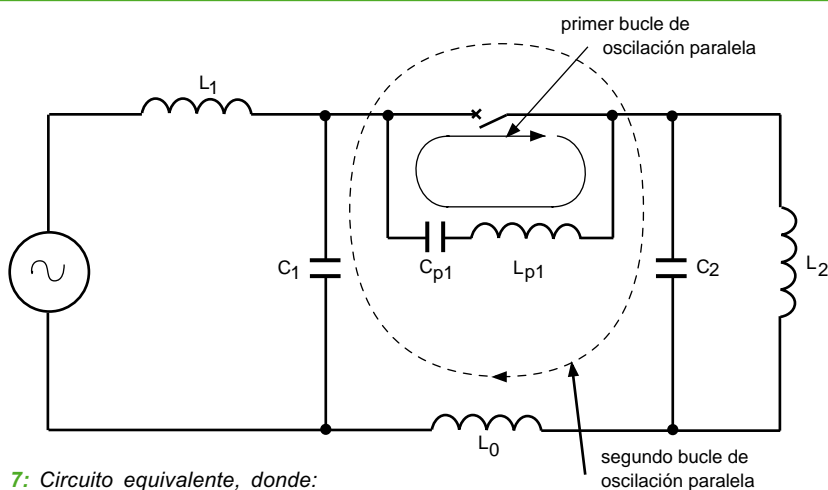 primer bucle de
oscilación paralela
L1
C1
Cp1
Lp1
C2
L2
L0
segundo bucle de
oscilación paralela
7: Circuito equivalente, donde: